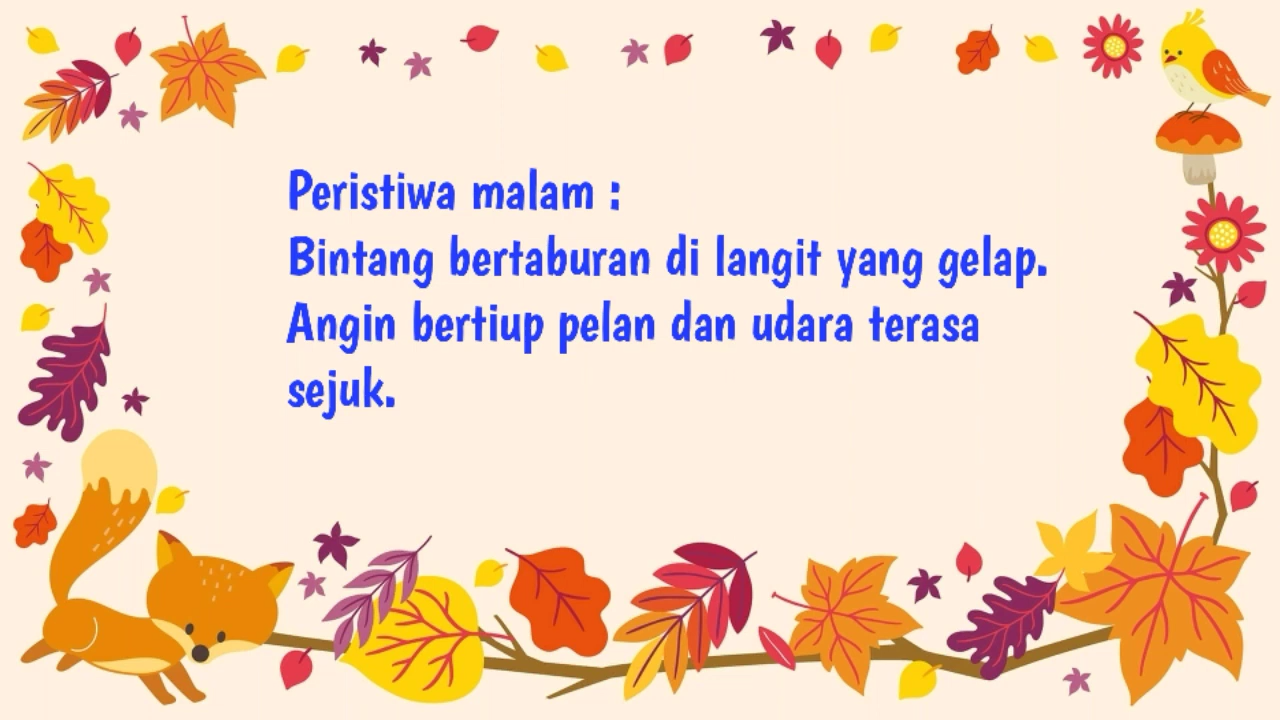 Peristiwa malam :
Bintang bertaburan di langit yang gelap.
Angin bertiup pelan dan udara terasa
sejuk.